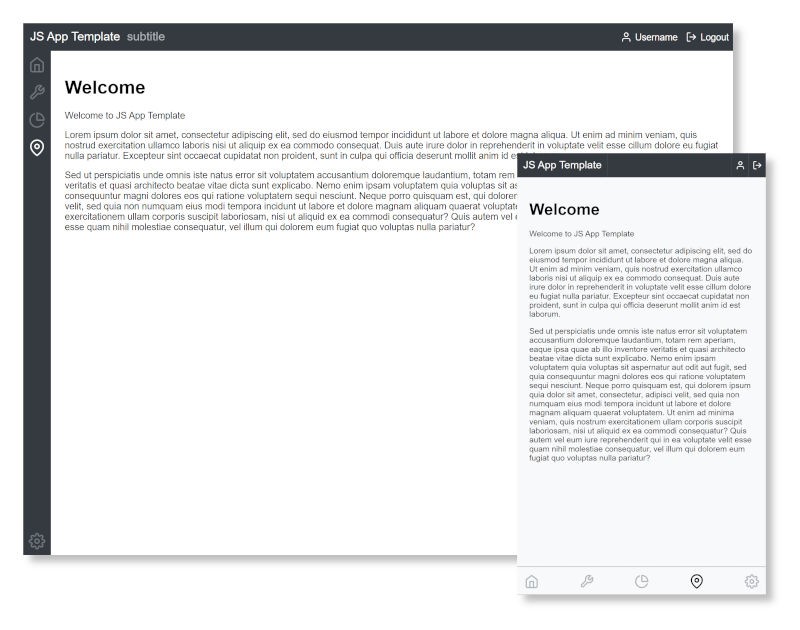 JS App Template subtitle Username Logout
Welcome
Welcome to JS App Template
Lorem ipsum dolor sit amet, consectetur adipiscing elit, sed do eiusmod tempor incididunt ut labore et dolore magna aliqua. Ut enim ad minim veniam, quis
nostrud exercitation ullamco laboris nisi ut aliquip ex ea commodo consequat. Duis aute irure dolor in reprehenderit in voluptate velit esse cillum dolore eu fugiat
nulla pariatur. Excepteur sint occaecat cupidatat non proident, sunt in culpa qui officia deserunt mollit anim id
Sed ut perspiciatis unde omnis iste natus error sit voluptatem accusantium doloremque laudantium, totam rem
veritatis et quasi architecto beatae vitae dicta sunt explicabo. Nemo enim ipsam voluptatem quia voluptas sit
consequuntur magni dolores eos qui ratione voluptatem sequi nesciunt. Neque porro quisquam est, qui dolorem
velit, sed quia non numquam eius modi tempora incidunt ut labore et dolore magnam aliquam quaerat
exercitationem ullam corporis suscipit laboriosam, nisi ut aliquid ex ea commodi consequatur? Quis autem vel
esse quam nihil molestiae consequatur, vel illum qui dolorem eum fugiat quo voluptas nulla pariatur?
JS App Template
Welcome
Welcome to JS App Template
Lorem ipsum dolor sit amet, consectetur adipiscing elit, sed do
eiusmod tempor incididunt ut labore et dolore magna aliqua.
Ut enim ad minim veniam, quis nostrud exercitation ullamco
laboris nisi ut aliquip ex ea commodo consequat. Duis aute
irure dolor in reprehenderit in voluptate velit esse cillum dolore
eu fugiat nulla pariatur. Excepteur sint occaecat cupidatat non
proident, sunt in culpa qui officia deserunt mollit anim id est
laborum.
Sed ut perspiciatis unde omnis iste natus error sit voluptatem
accusantium doloremque laudantium, totam rem aperiam,
eaque ipsa quae ab illo inventore veritatis et quasi architecto
beatae vitae dicta sunt explicabo. Nemo enim ipsam
voluptatem quia voluptas sit aspernatur aut odit aut fugit, sed
quia consequuntur magni dolores eos qui ratione voluptatem
sequi nesciunt. Neque porro quisquam est, qui dolorem ipsum
quia dolor sit amet, consectetur, adipisci velit, sed quia non
numquam eius modi tempora incidunt ut labore et dolore
magnam aliquam quaerat voluptatem. Ut enim ad minima
veniam, quis nostrum exercitationem ullam corporis suscipit
laboriosam, nisi ut aliquid ex ea commodi consequatur? Quis
autem vel eum iure reprehenderit qui in ea voluptate velit esse
quam nihil molestiae consequatur, vel illum qui dolorem eum
fugiat quo voluptas nulla pariatur?